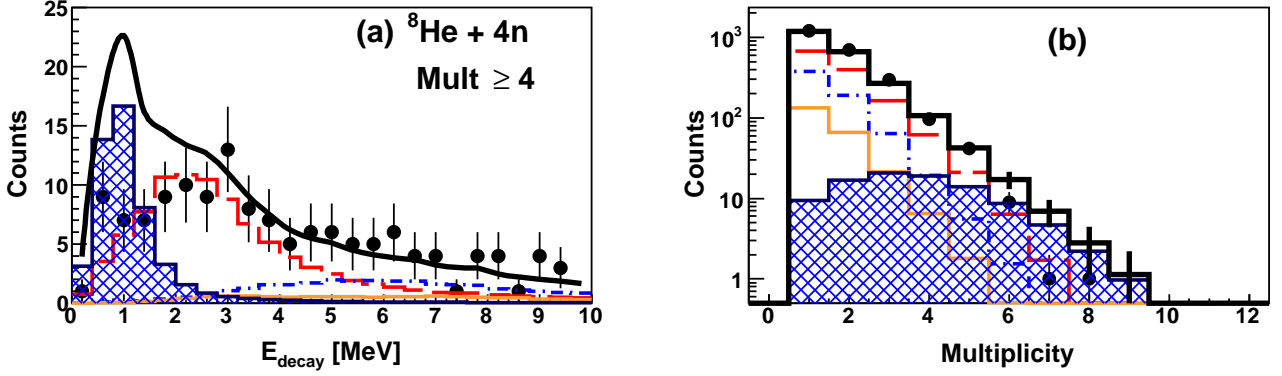 (a) ⁸He + 4n
Mult ≥ 4
Counts
25
20
15
10
5
0
0 1 2 3 4 5 6 7 8 9 10
E_decay [MeV]
(b)
Counts
10³
10²
10
1
0 2 4 6 8 10 12
Multiplicity